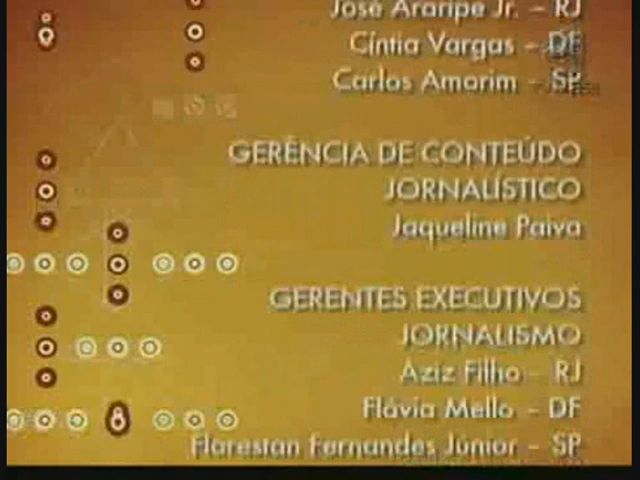 José Araripe Jr. – RJ
Cíntia Vargas – DF
Carlos Amorim – SP
GERÊNCIA DE CONTEÚDO
JORNALÍSTICO
Jaqueline Paiva
GERENTES EXECUTIVOS
JORNALISMO
Aziz Filho – RJ
Flávia Mello – DF
Florestan Fernandes Júnior – SP